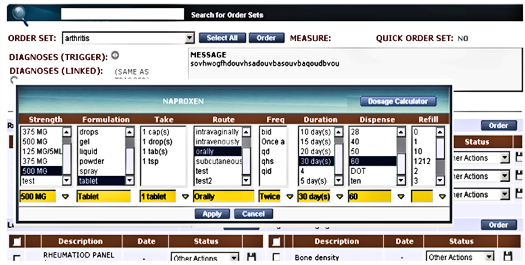 Search for Order Sets
ORDER SET: arthritis Select All Order MEASURE: QUICK ORDER SET: NO
DIAGNOSES (TRIGGER):
MESSAGE
sovhwogfhdouvhsadouvbasouvbaqoudbvou
DIAGNOSES (LINKED): (SAME AS
NAPROXEN Dosage Calculator
Strength Formulation Take Route Freq Duration Dispense Refill
375 MG drops 1 cap(s) intravaginally bid 10 day(s) 28 0
500 MG gel 1 drop(s) intravenously Once a 15 day(s) 40 1
125 MG/5ML liquid 1 tab(s) orally qd 20 day(s) 50 10
375 MG powder 1 tsp subcutaneous qhs 30 day(s) 60 1212
500 MG spray test qid 4 DOT 2
test tablet test2 5 day(s) ten 3
500 MG Tablet 1 tablet Orally Twice 30 day(s) 60
Apply Cancel
Order
Status
her Actions
her Actions
her Actions
Order
Description Date Status Description Date Status
RHEUMATIOD PANEL - Other Actions Bone density - Other Actions